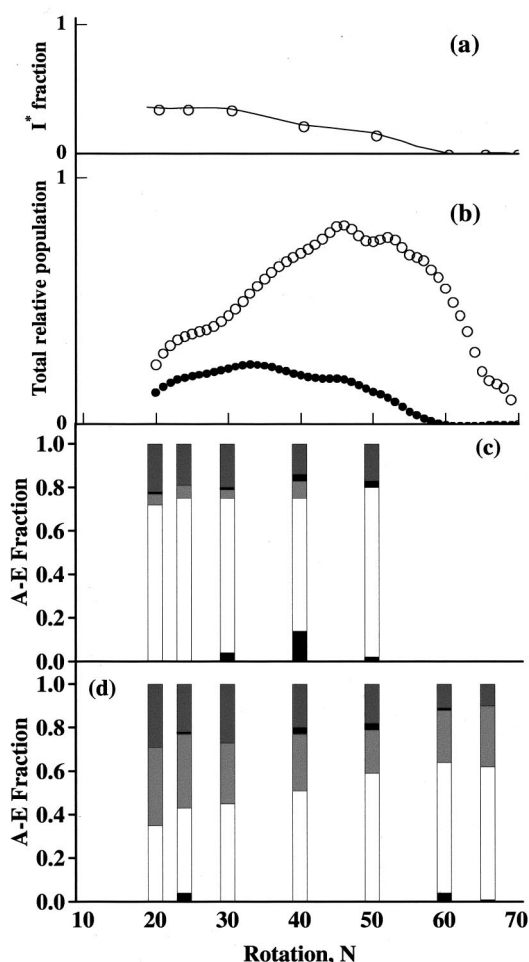 1
(a)
I* fraction
0
1
(b)
Total relative population
0
(c)
1.0
0.8
0.6
0.4
0.2
0.0
A-E Fraction
(d)
1.0
0.8
0.6
0.4
0.2
0.0
A-E Fraction
10 20 30 40 50 60 70
Rotation, N